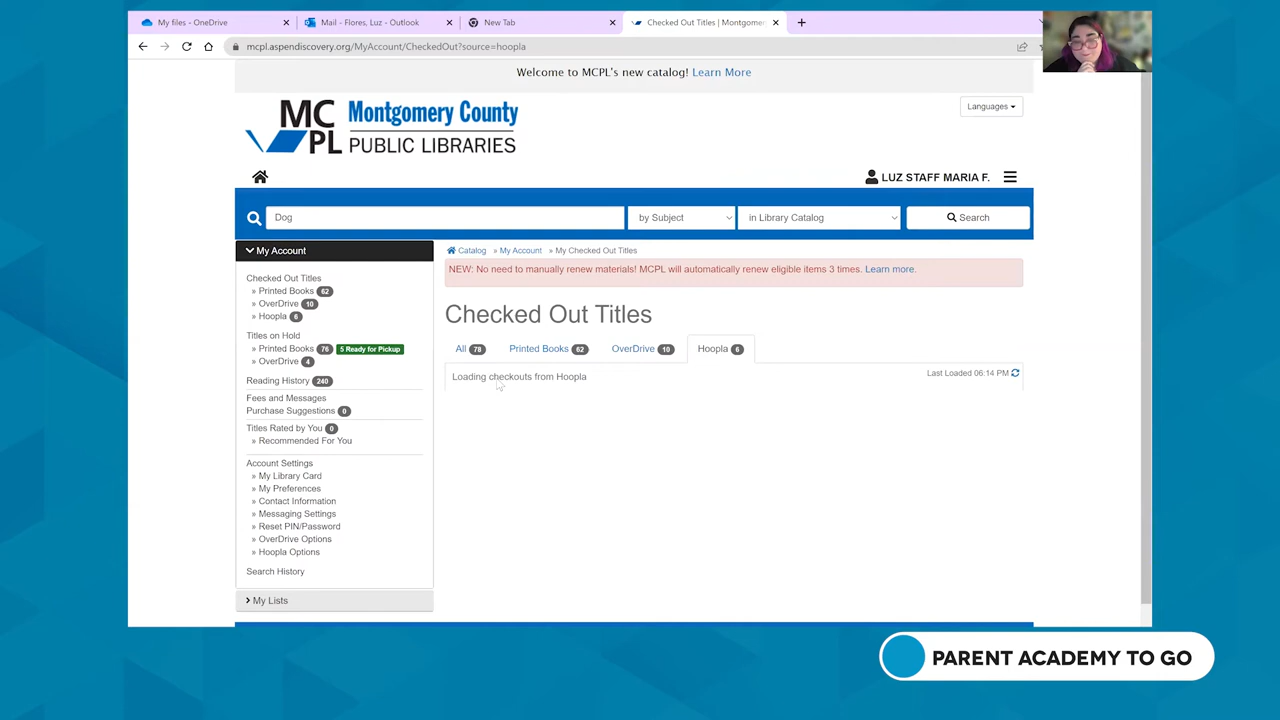 My files - OneDrive
Mail - Flores, Luz - Outlook
New Tab
Checked Out Titles | Montgomer
mcpl.aspendiscovery.org/MyAccount/CheckedOut?source=hoopla
Welcome to MCPL's new catalog! Learn More
MC PL Montgomery County PUBLIC LIBRARIES
Languages
LUZ STAFF MARIA F.
Dog
by Subject
in Library Catalog
Search
My Account
Checked Out Titles
» Printed Books 62
» OverDrive 10
» Hoopla 6
Titles on Hold
» Printed Books 76 5 Ready for Pickup
» OverDrive 4
Reading History 240
Fees and Messages
Purchase Suggestions 0
Titles Rated by You 0
» Recommended For You
Account Settings
» My Library Card
» My Preferences
» Contact Information
» Messaging Settings
» Reset PIN/Password
» OverDrive Options
» Hoopla Options
Search History
My Lists
Catalog » My Account » My Checked Out Titles
NEW: No need to manually renew materials! MCPL will automatically renew eligible items 3 times. Learn more.
Checked Out Titles
All 78
Printed Books 62
OverDrive 10
Hoopla 6
Loading checkouts from Hoopla
Last Loaded 06:14 PM
PARENT ACADEMY TO GO